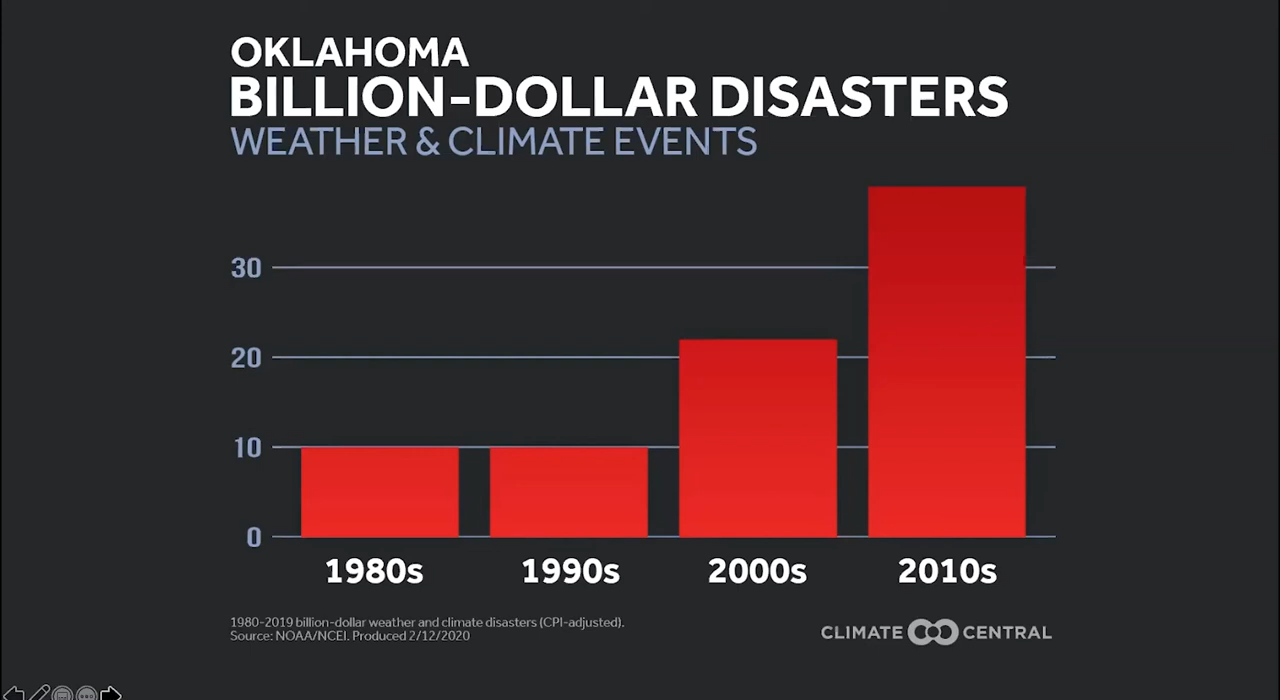 OKLAHOMA
BILLION-DOLLAR DISASTERS
WEATHER & CLIMATE EVENTS
30
20
10
0
1980s 1990s 2000s 2010s
1980-2019 billion-dollar weather and climate disasters (CPI-adjusted).
Source: NOAA/NCEI. Produced 2/12/2020
CLIMATE CENTRAL